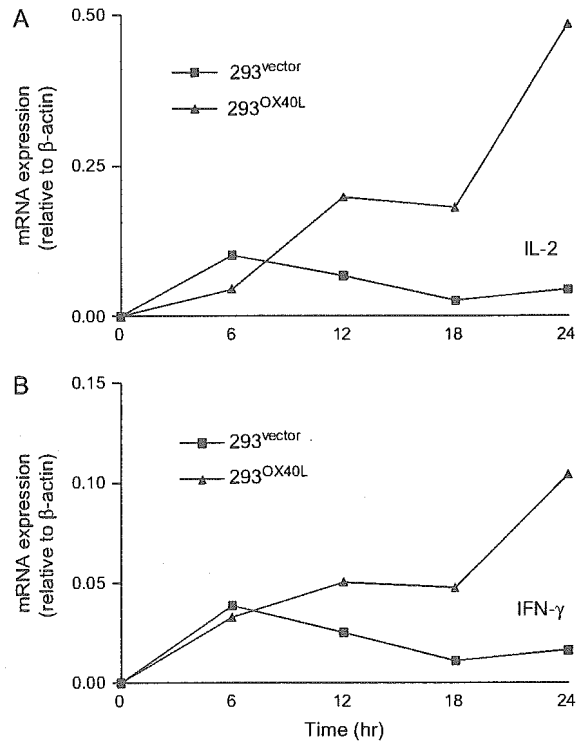 A
mRNA expression
(relative to β-actin)
0.50
0.25
0.00
293vector
293OX40L
IL-2
0 6 12 18 24
B
mRNA expression
(relative to β-actin)
0.15
0.10
0.05
0.00
293vector
293OX40L
IFN-γ
0 6 12 18 24
Time (hr)